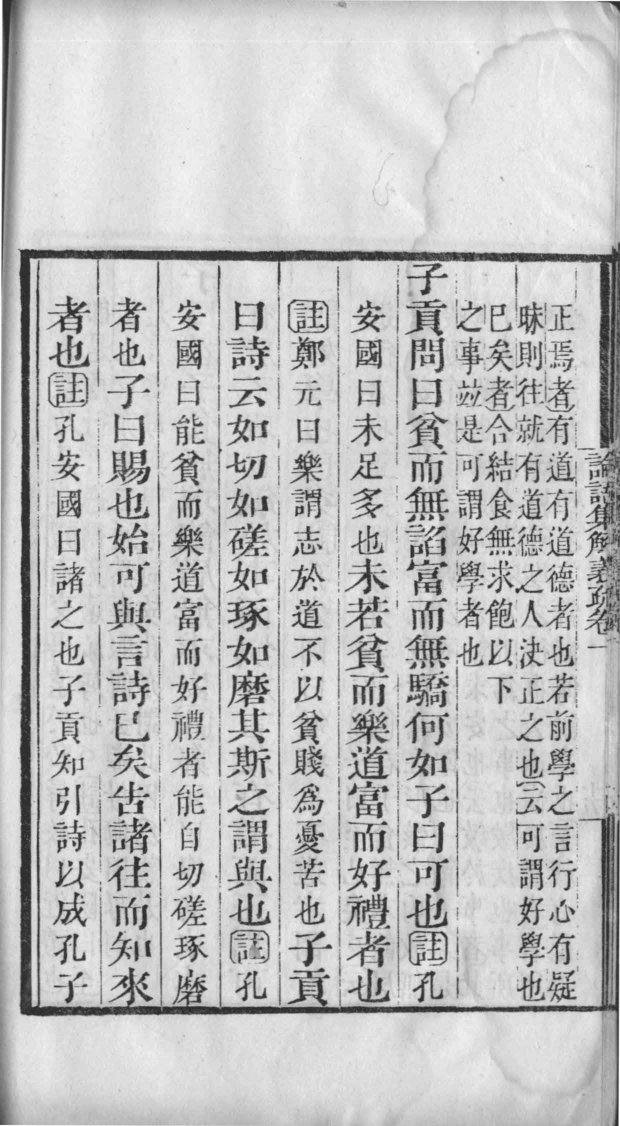 論語集解義疏卷一
正焉者有道有道德者也若前學之言行心有疑
昧則往就有道德之人決正之也云可謂好學也
巳矣者合結食無求飽以下
之事竝是可謂好學者也
子貢問曰貧而無諂富而無驕何如子曰可也註孔
安國曰未足多也未若貧而樂道富而好禮者也
註鄭元曰樂謂志於道不以貧賤為憂苦也子貢
曰詩云如切如磋如琢如磨其斯之謂與也註孔
安國曰能貧而樂道富而好禮者能自切磋琢磨
者也子曰賜也始可與言詩已矣告諸往而知來
者也註孔安國曰諸之也子貢知引詩以成孔子